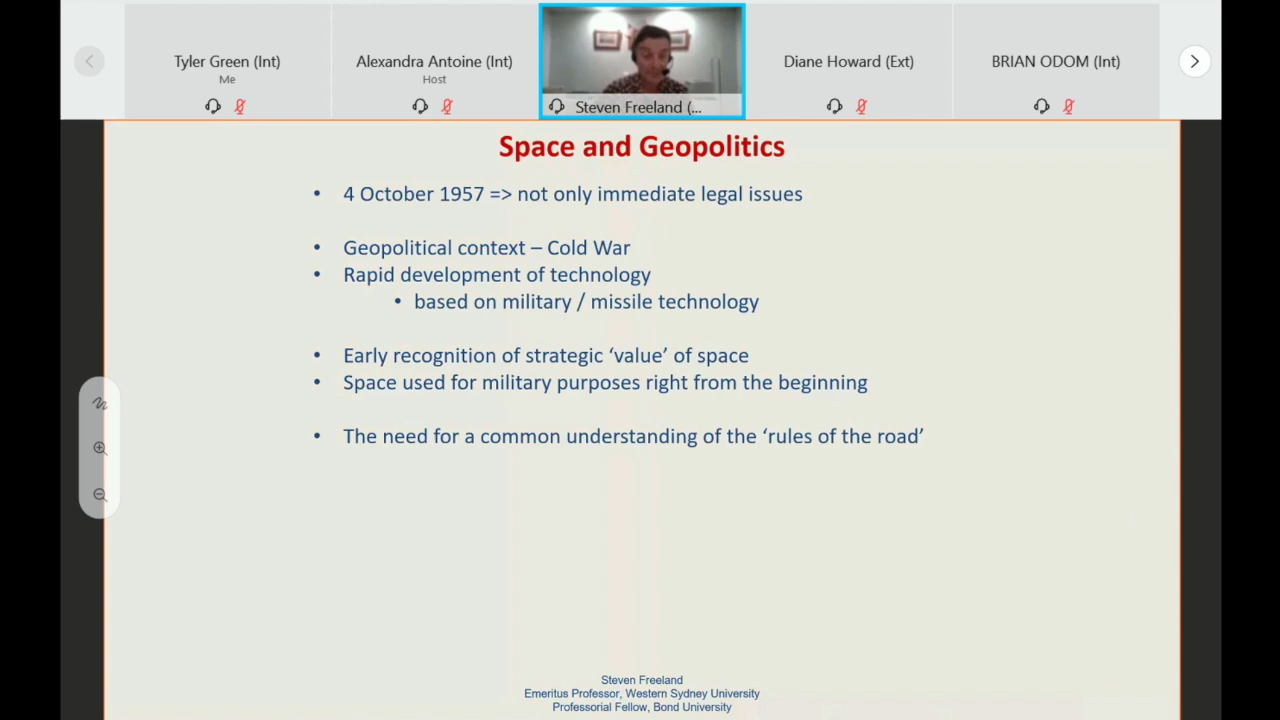 Tyler Green (Int)
Me
Alexandra Antoine (Int)
Host
Steven Freeland (...
Diane Howard (Ext)
BRIAN ODOM (Int)
Space and Geopolitics
• 4 October 1957 => not only immediate legal issues
• Geopolitical context – Cold War
• Rapid development of technology
• based on military / missile technology
• Early recognition of strategic ‘value’ of space
• Space used for military purposes right from the beginning
• The need for a common understanding of the ‘rules of the road’
Steven Freeland
Emeritus Professor, Western Sydney University
Professorial Fellow, Bond University